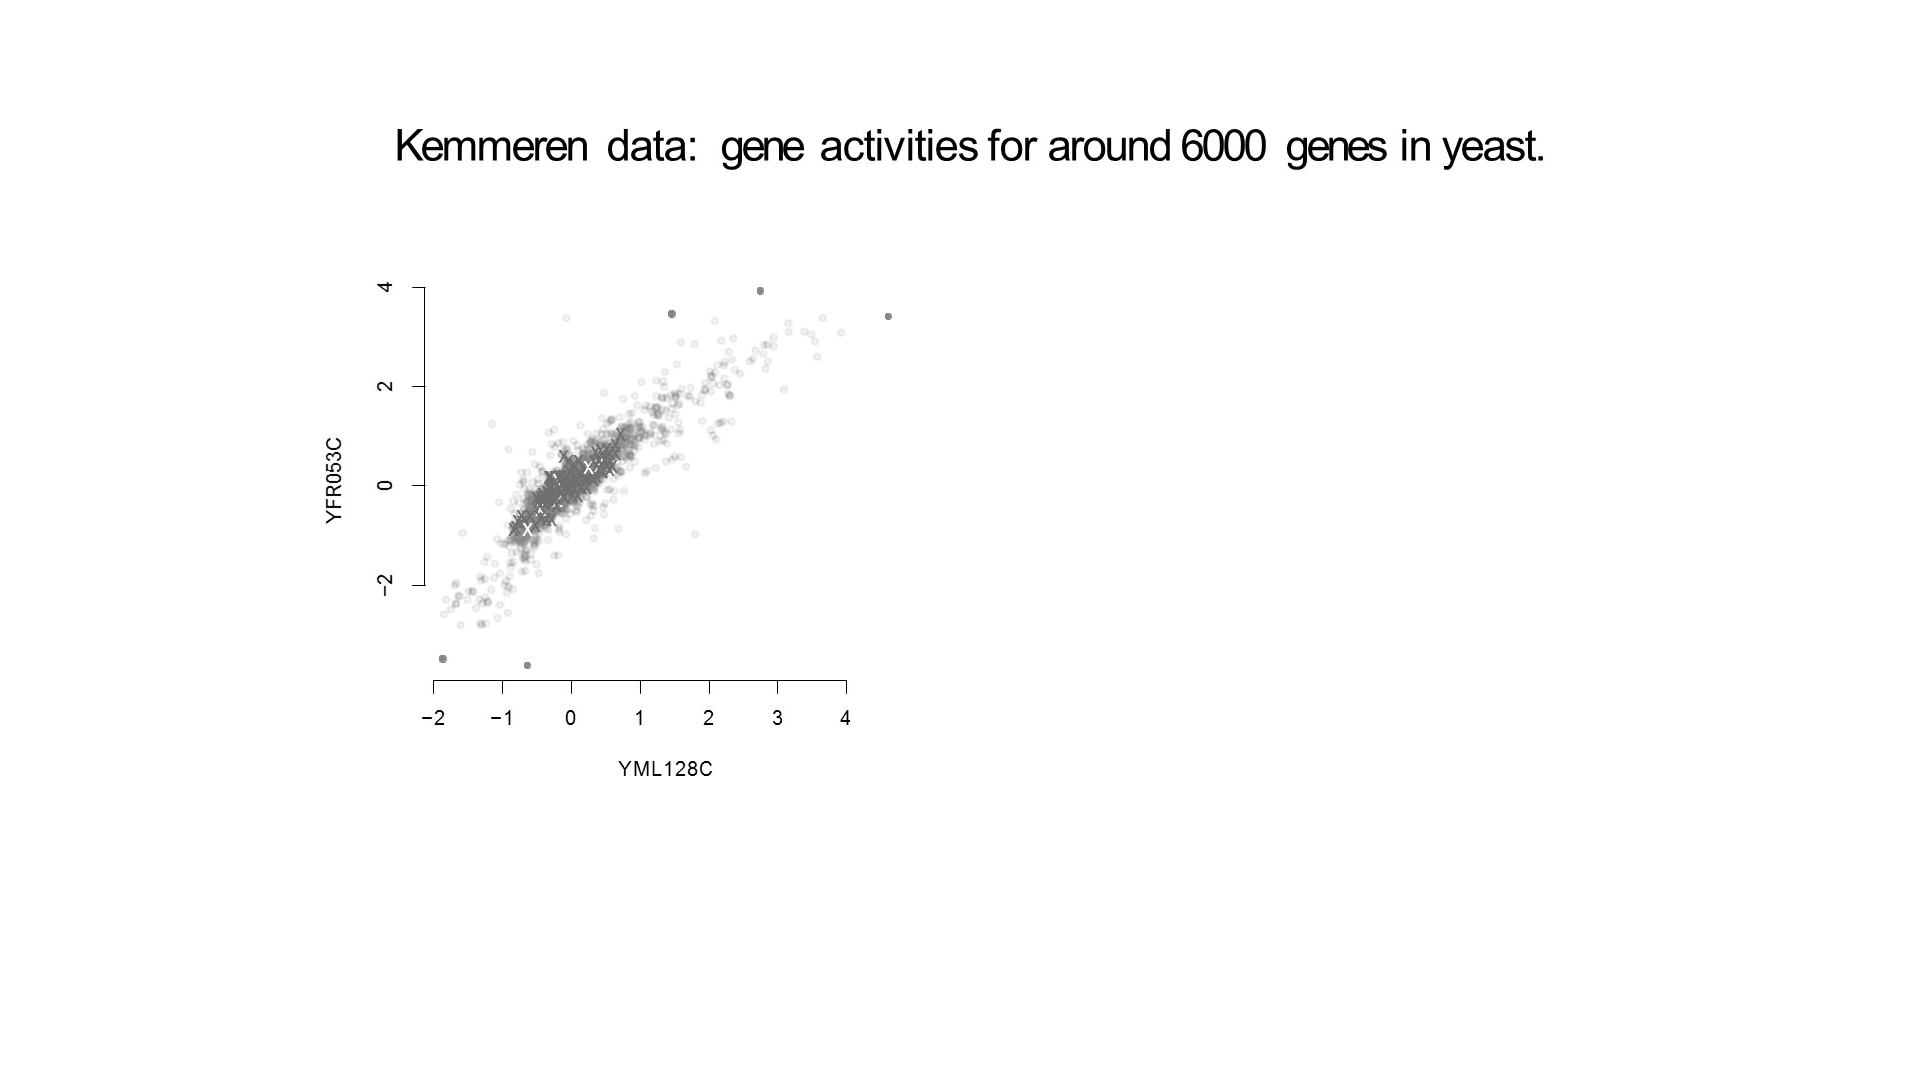 Kemmeren data: gene activities for around 6000 genes in yeast.
4
2
0
−2
YFR053C
−2 −1 0 1 2 3 4
YML128C